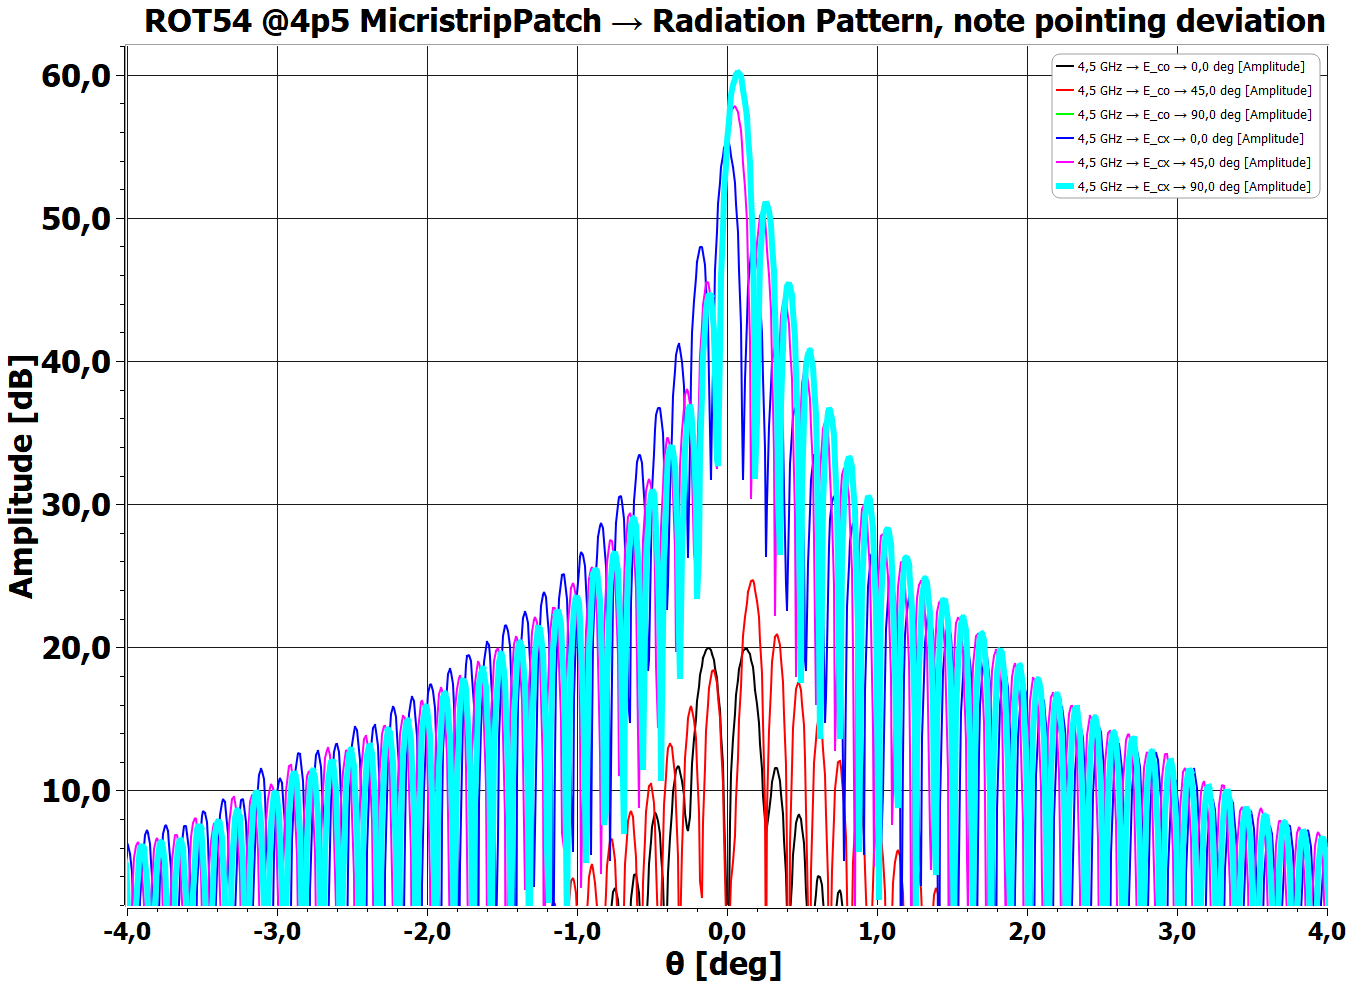 ROT54 @4p5 MicristripPatch → Radiation Pattern, note pointing deviation
4,5 GHz → E_co → 0,0 deg [Amplitude]
4,5 GHz → E_co → 45,0 deg [Amplitude]
4,5 GHz → E_co → 90,0 deg [Amplitude]
4,5 GHz → E_cx → 0,0 deg [Amplitude]
4,5 GHz → E_cx → 45,0 deg [Amplitude]
4,5 GHz → E_cx → 90,0 deg [Amplitude]
Amplitude [dB]
60,0
50,0
40,0
30,0
20,0
10,0
-4,0 -3,0 -2,0 -1,0 0,0 1,0 2,0 3,0 4,0
θ [deg]